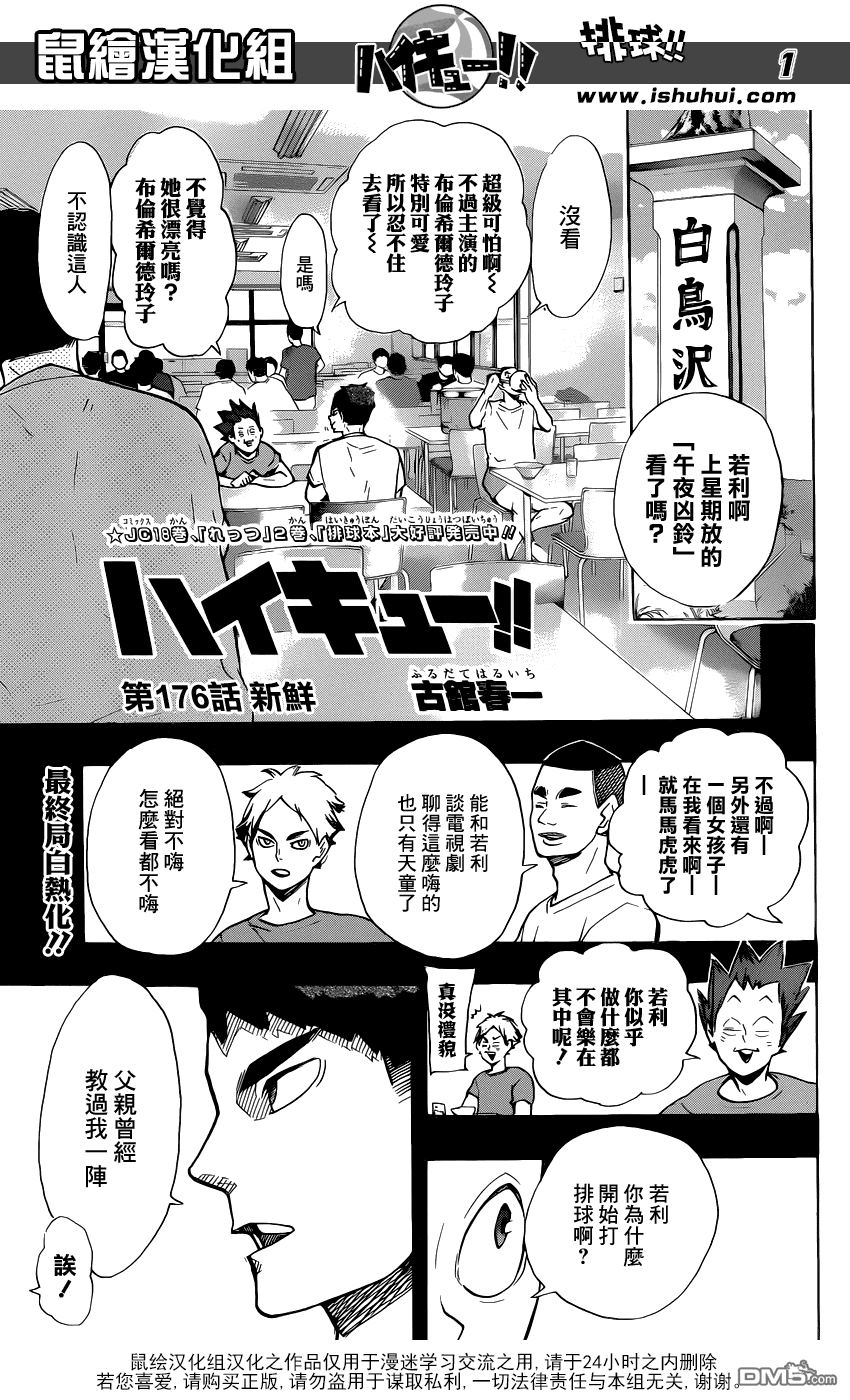 鼠繪漢化組
ハイキュー!!
排球!!
1
www.ishuhui.com
白鳥沢
若利啊
上星期放的
「午夜凶鈴」
看了嗎？
沒看
超級可怕啊～
不過主演的
布倫希爾德玲子
特別可愛
所以忍不住
去看了～
是嗎
不覺得
她很漂亮嗎？
布倫希爾德玲子
不認識這人
☆JC18巻、「れっつ」2巻、「排球本」大好評発売中!!
ハイキュー!!
第176話 新鮮
古舘春一
ふるだてはるいち
最終局白熱化!!
不過啊—
另外還有
一個女孩子—
在我看來啊—
就馬馬虎虎了
—
能和若利
談電視劇
聊得這麼嗨的
也只有天童了
絕對不嗨
怎麼看都不嗨
若利
你似乎
做什麼都
不會樂在
其中呢！
真没禮貌
若利
你為什麼
開始打
排球啊？
父親曾經
教過我一陣
誒！
鼠绘汉化组汉化之作品仅用于漫迷学习交流之用, 请于24小时之内删除
若您喜爱, 请购买正版, 请勿盗用于谋取私利, 一切法律责任与本组无关, 谢谢。
DM5.com